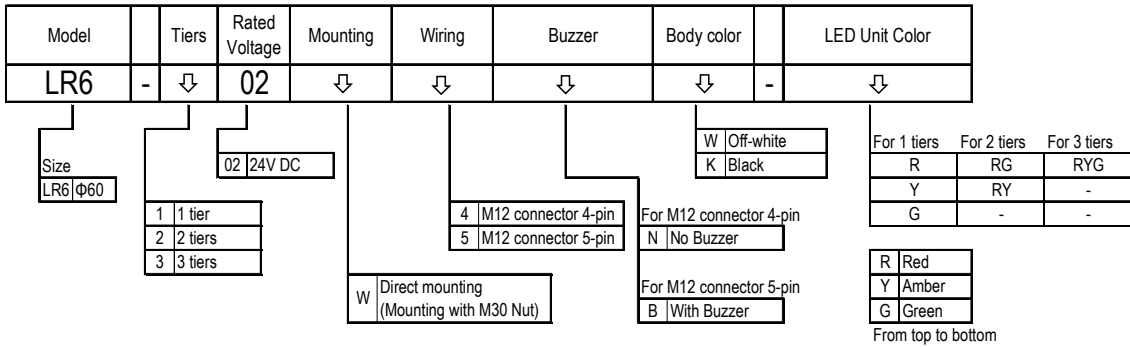 Model Tiers Rated Voltage Mounting Wiring Buzzer Body color LED Unit Color
LR6 - ⇩ 02 ⇩ ⇩ ⇩ ⇩ - ⇩
Size
LR6 Φ60
1 1 tier
2 2 tiers
3 3 tiers
02 24V DC
W Direct mounting
(Mounting with M30 Nut)
4 M12 connector 4-pin
5 M12 connector 5-pin
For M12 connector 4-pin
N No Buzzer
For M12 connector 5-pin
B With Buzzer
W Off-white
K Black
For 1 tiers For 2 tiers For 3 tiers
R RG RYG
Y RY -
G - -
R Red
Y Amber
G Green
From top to bottom